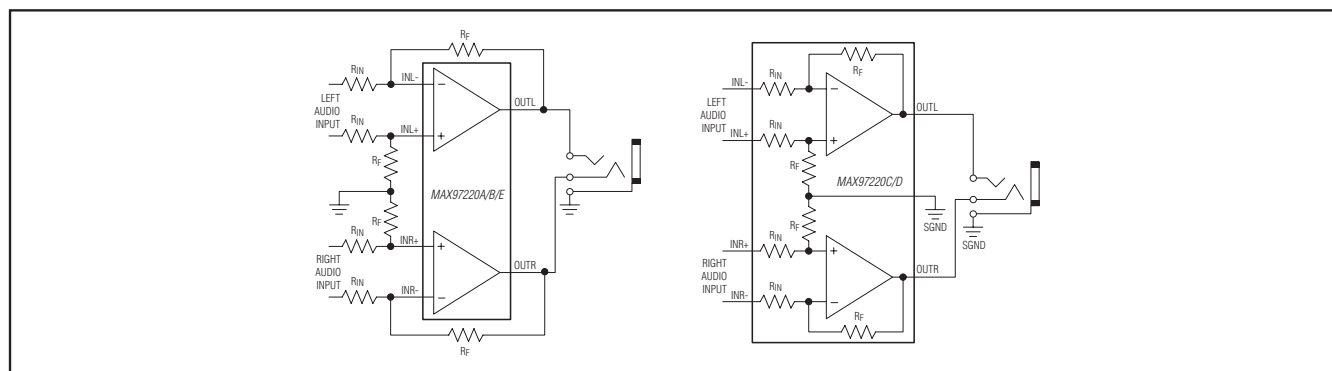 RF
RIN
INL-
OUTL
LEFT
AUDIO
INPUT
RIN
INL+
RF
MAX97220A/B/E
RF
RIN
INR+
OUTR
RIGHT
AUDIO
INPUT
RIN
INR-
RF
RIN
RF
INL-
OUTL
LEFT
AUDIO
INPUT
RIN
INL+
RF
MAX97220C/D
SGND
SGND
RF
RIN
INR+
OUTR
RIGHT
AUDIO
INPUT
RIN
INR-
RF